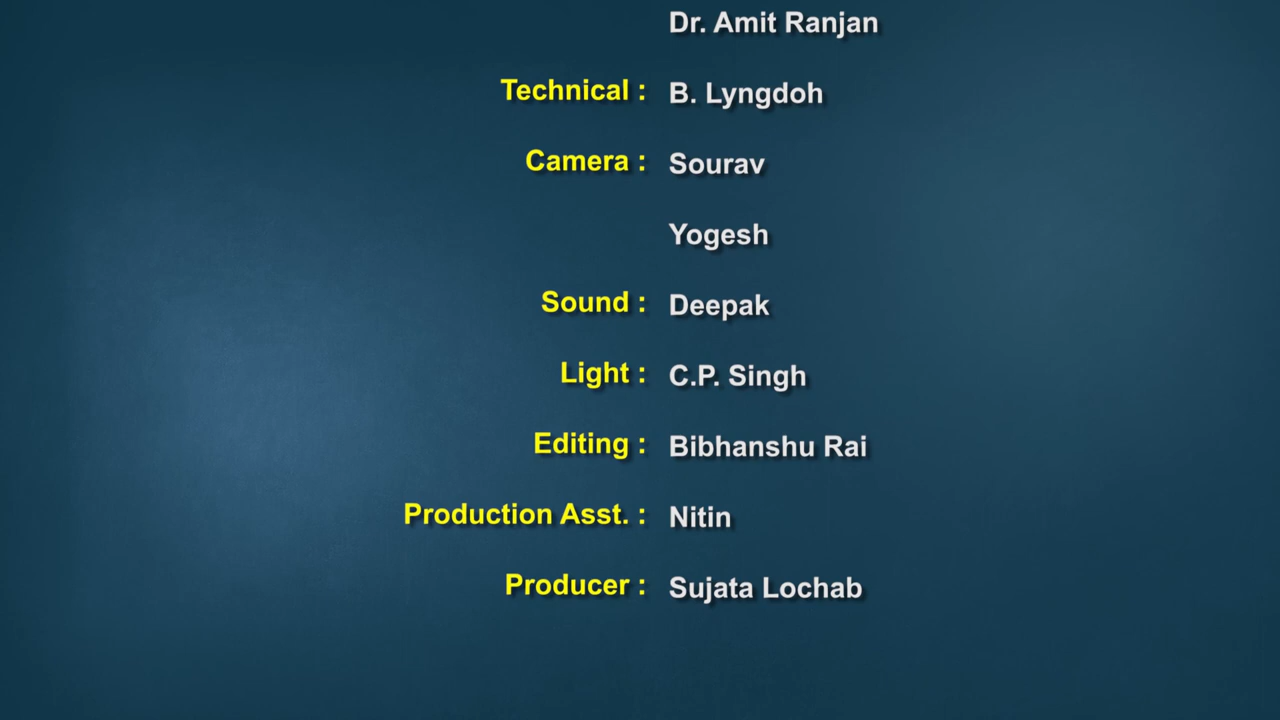 Dr. Amit Ranjan
Technical : B. Lyngdoh
Camera : Sourav
Yogesh
Sound : Deepak
Light : C.P. Singh
Editing : Bibhanshu Rai
Production Asst. : Nitin
Producer : Sujata Lochab